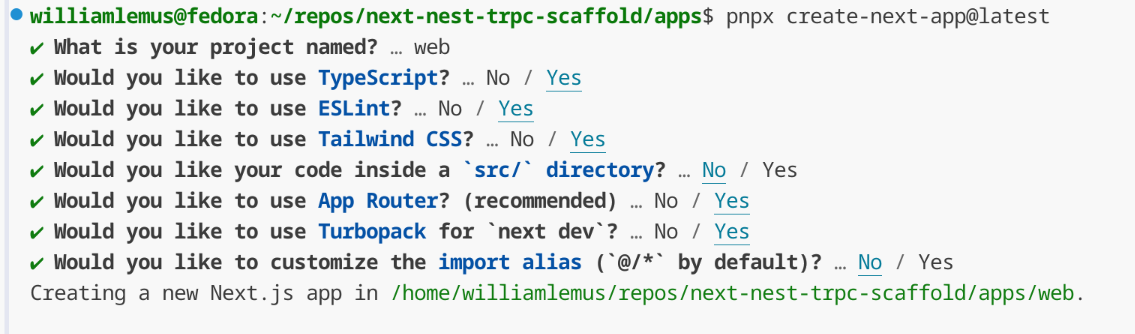 williamlemus@fedora:~/repos/next-nest-trpc-scaffold/apps$ pnpx create-next-app@latest
✔ What is your project named? … web
✔ Would you like to use TypeScript? … No / Yes
✔ Would you like to use ESLint? … No / Yes
✔ Would you like to use Tailwind CSS? … No / Yes
✔ Would you like your code inside a `src/` directory? … No / Yes
✔ Would you like to use App Router? (recommended) … No / Yes
✔ Would you like to use Turbopack for `next dev`? … No / Yes
✔ Would you like to customize the import alias (`@/*` by default)? … No / Yes
Creating a new Next.js app in /home/williamlemus/repos/next-nest-trpc-scaffold/apps/web.